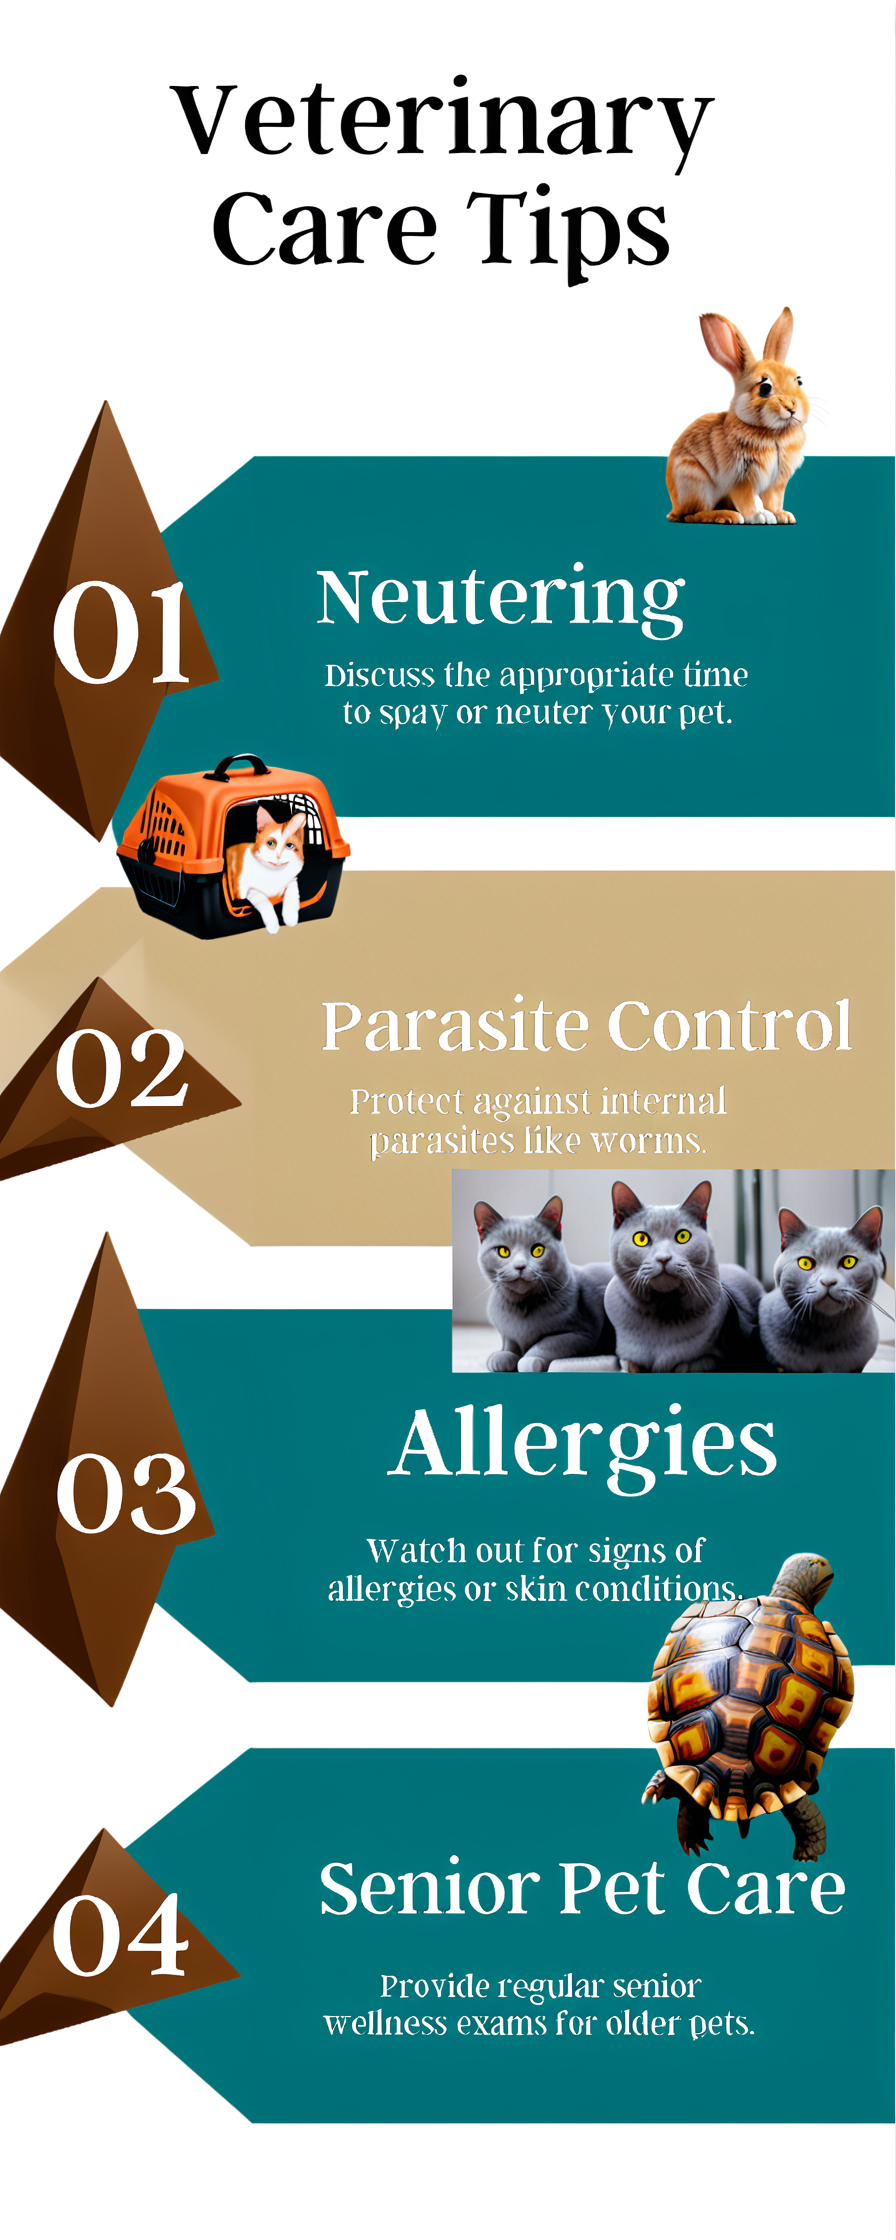 Veterinary
Care Tips
01
Neutering
Discuss the appropriate time
to spay or neuter your pet.
02
Parasite Control
Protect against internal
parasites like worms.
03
Allergies
Watch out for signs of
allergies or skin conditions.
04
Senior Pet Care
Provide regular senior
wellness exams for older pets.